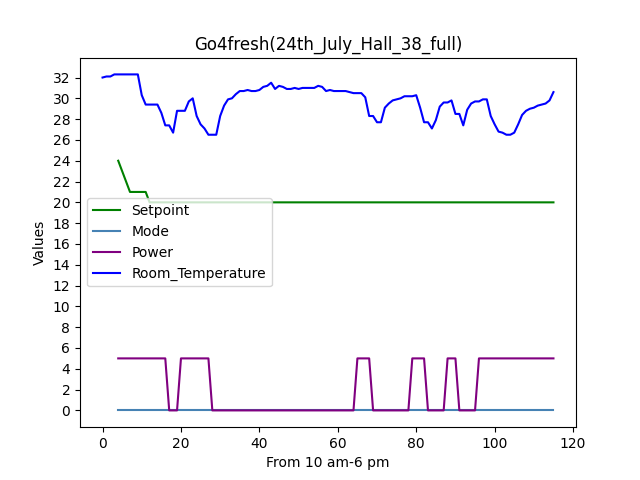 Go4fresh(24th_July_Hall_38_full)
32
30
28
26
24
22
20
18
16
14
12
10
8
6
4
2
0
Values
Setpoint
Mode
Power
Room_Temperature
0 20 40 60 80 100 120
From 10 am-6 pm